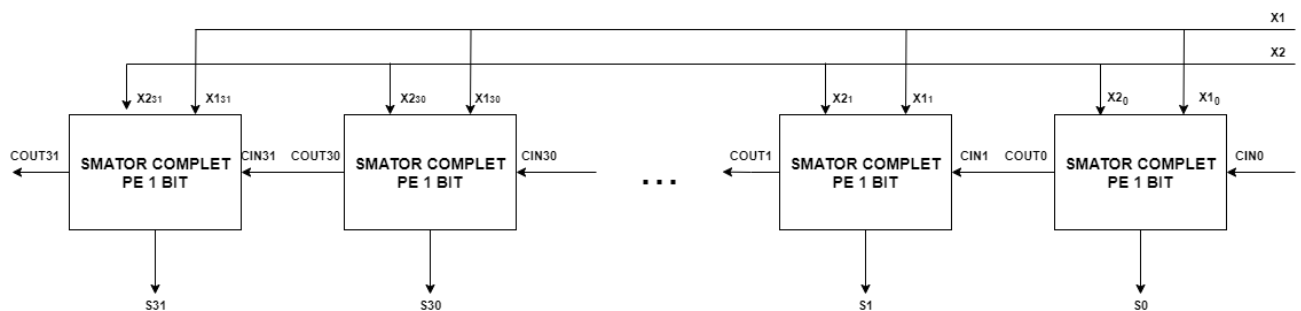 X1
X2
X2₃₁
X1₃₁
X2₃₀
X1₃₀
X2₁
X1₁
X2₀
X1₀
COUT31
SMATOR COMPLET
PE 1 BIT
CIN31
COUT30
SMATOR COMPLET
PE 1 BIT
CIN30
...
COUT1
SMATOR COMPLET
PE 1 BIT
CIN1
COUT0
SMATOR COMPLET
PE 1 BIT
CIN0
S31
S30
S1
S0